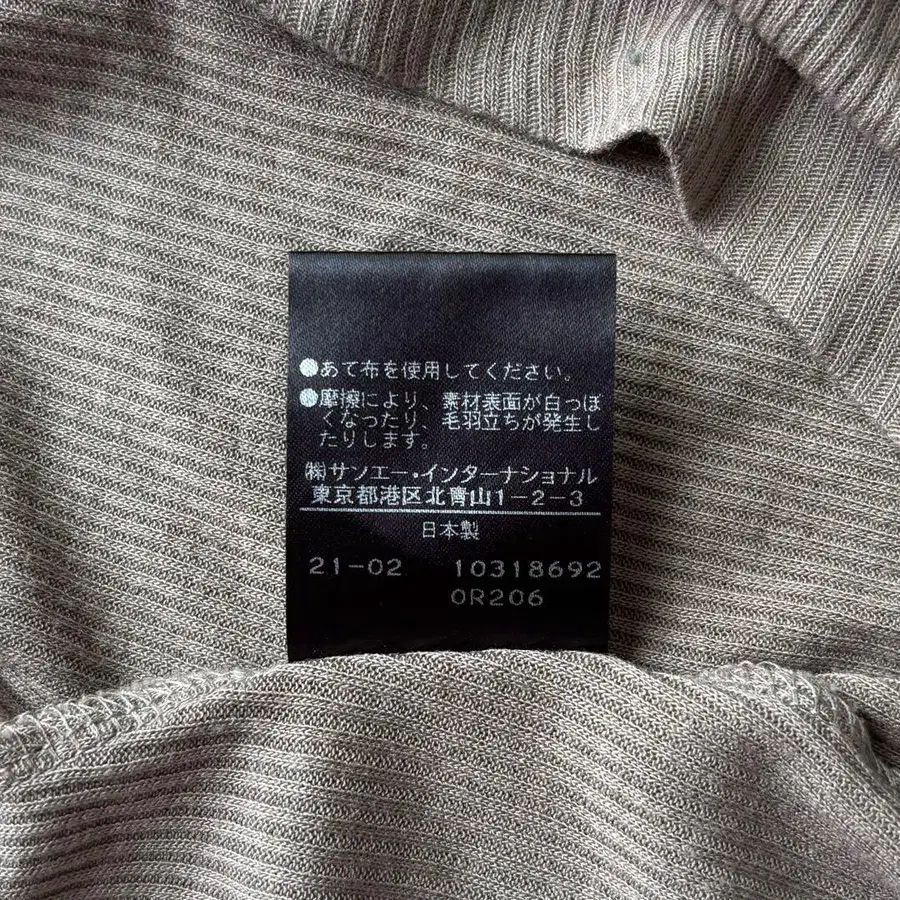 ●あて布を使用してください。
●摩擦により、素材表面が白っぽ
くなったり、毛羽立ちが発生し
たりします。
㈱サンエー・インターナショナル
東京都港区北青山1-2-3
日本製
21-02 10318692
0R206